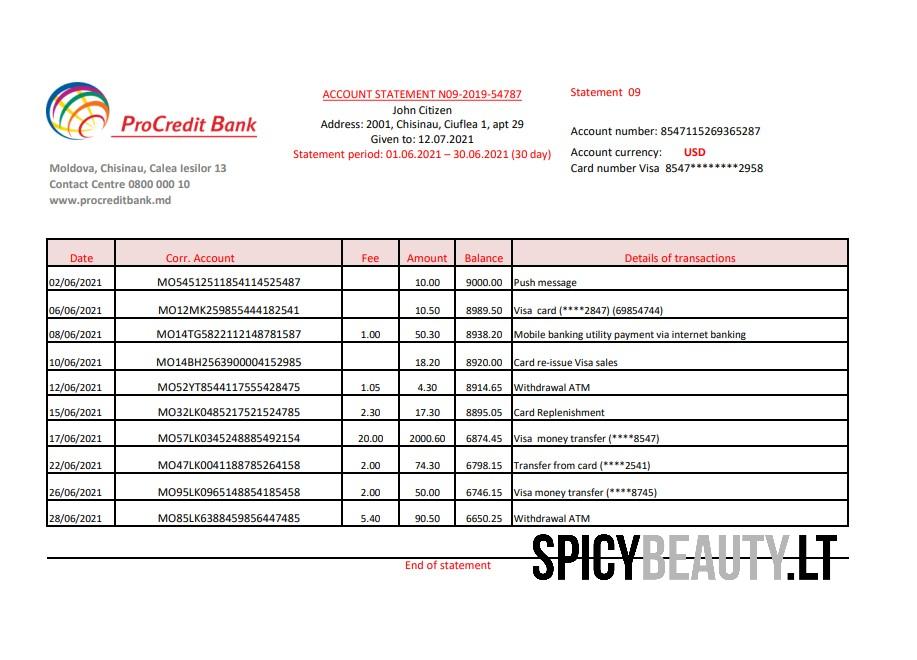 ProCredit Bank
Moldova, Chisinau, Calea Iesilor 13
Contact Centre 0800 000 10
www.procreditbank.md
ACCOUNT STATEMENT N09-2019-54787
John Citizen
Address: 2001, Chisinau, Ciuflea 1, apt 29
Given to: 12.07.2021
Statement period: 01.06.2021 – 30.06.2021 (30 day)
Statement 09
Account number: 8547115269365287
Account currency: USD
Card number Visa 8547********2958
Date Corr. Account Fee Amount Balance Details of transactions
02/06/2021 MO54512511854114525487 10.00 9000.00 Push message
06/06/2021 MO12MK259855444182541 10.50 8989.50 Visa card (****2847) (69854744)
08/06/2021 MO14TG5822112148781587 1.00 50.30 8938.20 Mobile banking utility payment via internet banking
10/06/2021 MO14BH2563900004152985 18.20 8920.00 Card re-issue Visa sales
12/06/2021 MO52YT8544117555428475 1.05 4.30 8914.65 Withdrawal ATM
15/06/2021 MO32LK0485217521524785 2.30 17.30 8895.05 Card Replenishment
17/06/2021 MO57LK0345248885492154 20.00 2000.60 6874.45 Visa money transfer (****8547)
22/06/2021 MO47LK0041188785264158 2.00 74.30 6798.15 Transfer from card (****2541)
26/06/2021 MO95LK0965148854185458 2.00 50.00 6746.15 Visa money transfer (****8745)
28/06/2021 MO85LK6388459856447485 5.40 90.50 6650.25 Withdrawal ATM
End of statement
SPICYBEAUTY.LT